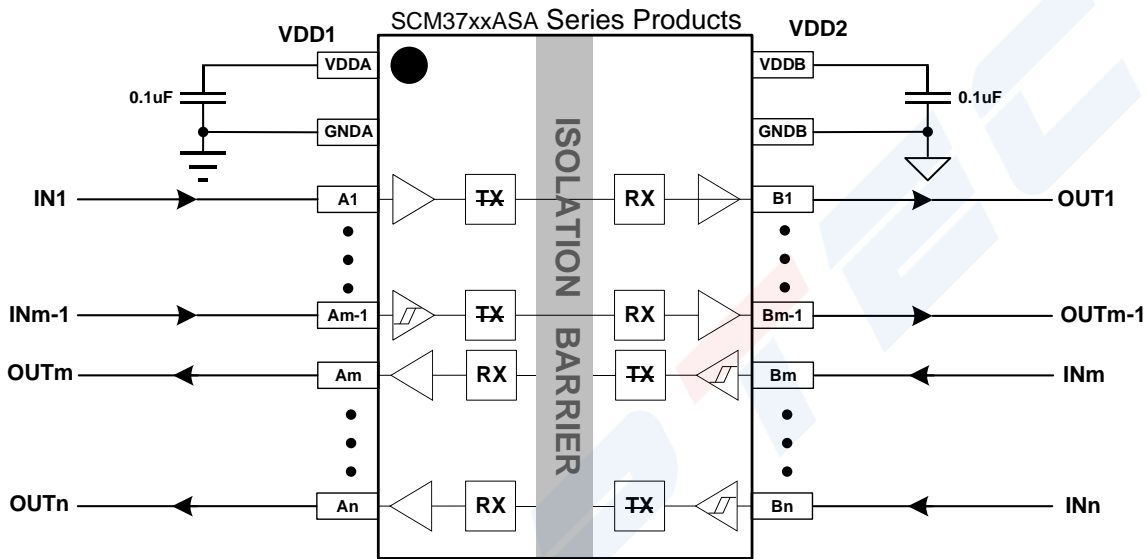 SCM37xxASA Series Products
VDD1
VDD2
VDDA
VDDB
0.1uF
0.1uF
GNDA
GNDB
ISOLATION BARRIER
IN1
A1
TX
RX
B1
OUT1
INm-1
Am-1
TX
RX
Bm-1
OUTm-1
OUTm
Am
RX
TX
Bm
INm
OUTn
An
RX
TX
Bn
INn